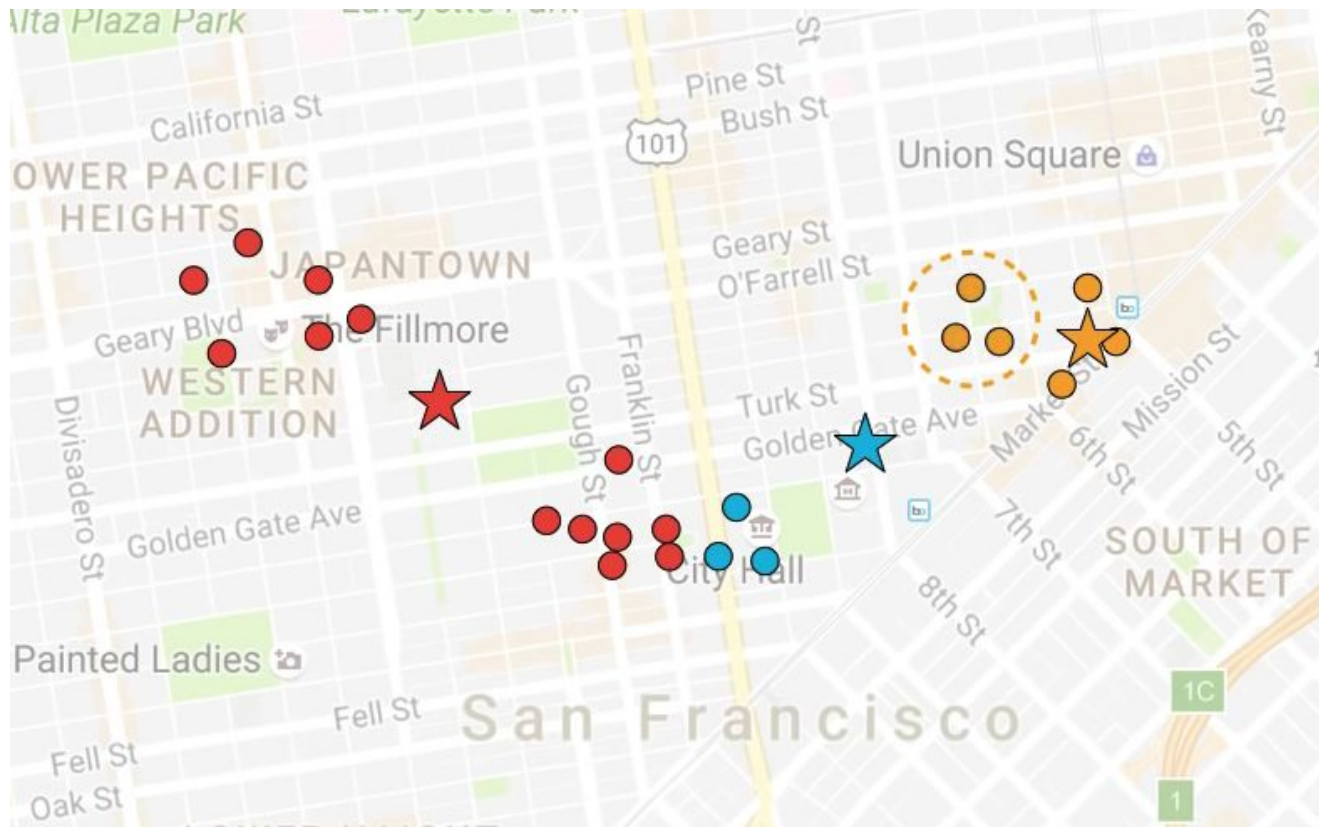 Alta Plaza Park
Lafayette Park
St
Kearny St
Pine St
Bush St
California St
101
Union Square
OWER PACIFIC
HEIGHTS
Geary St
O'Farrell St
JAPANTOWN
Geary Blvd
The Fillmore
WESTERN
ADDITION
Franklin St
Gough St
Turk St
Golden Gate Ave
Market St
Mission St
5th St
6th St
7th St
8th St
Divisadero St
Golden Gate Ave
City Hall
SOUTH OF
MARKET
Painted Ladies
1C
Fell St
San Francisco
Fell St
Oak St
1